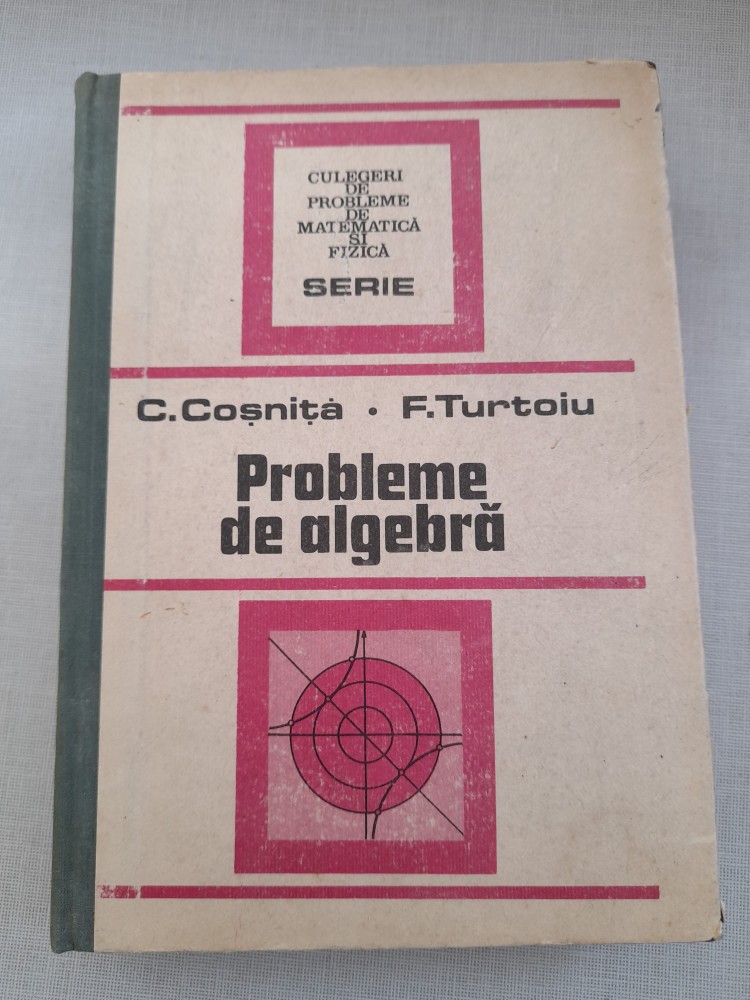 CULEGERI
DE
PROBLEME
DE
MATEMATICĂ
ȘI
FIZICĂ
SERIE
C.Coșniță • F.Turtoiu
Probleme
de algebră